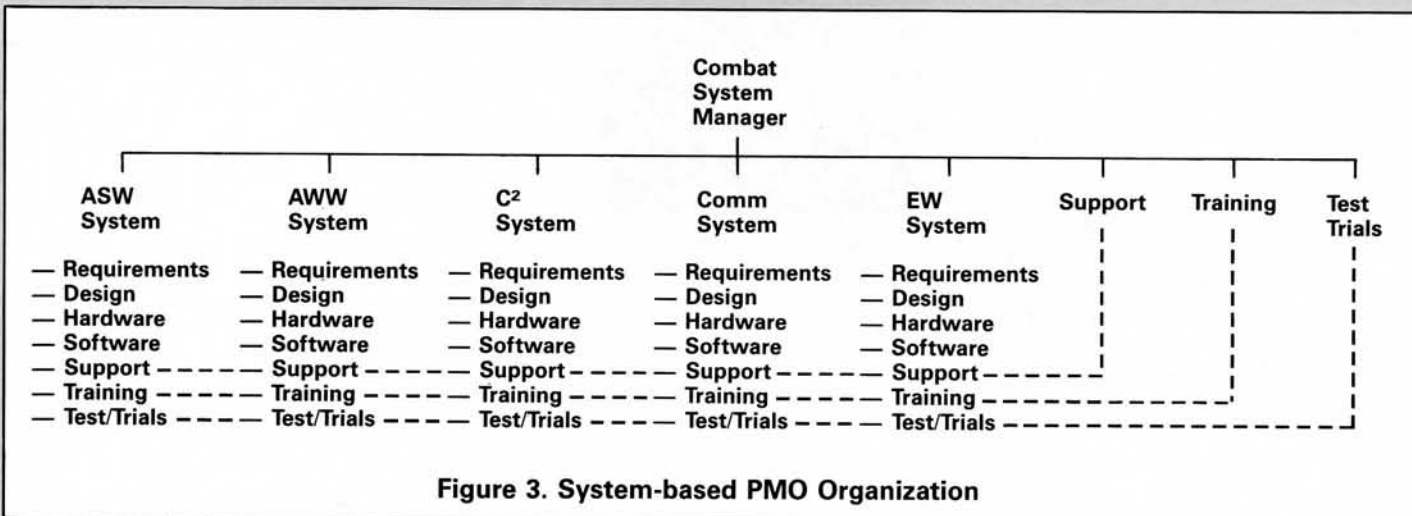 Combat
System
Manager
ASW
System
AWW
System
C²
System
Comm
System
EW
System
Support
Training
Test
Trials
— Requirements
— Design
— Hardware
— Software
— Support
— Training
— Test/Trials
— Requirements
— Design
— Hardware
— Software
— Support
— Training
— Test/Trials
— Requirements
— Design
— Hardware
— Software
— Support
— Training
— Test/Trials
— Requirements
— Design
— Hardware
— Software
— Support
— Training
— Test/Trials
— Requirements
— Design
— Hardware
— Software
— Support
— Training
— Test/Trials
Figure 3. System-based PMO Organization